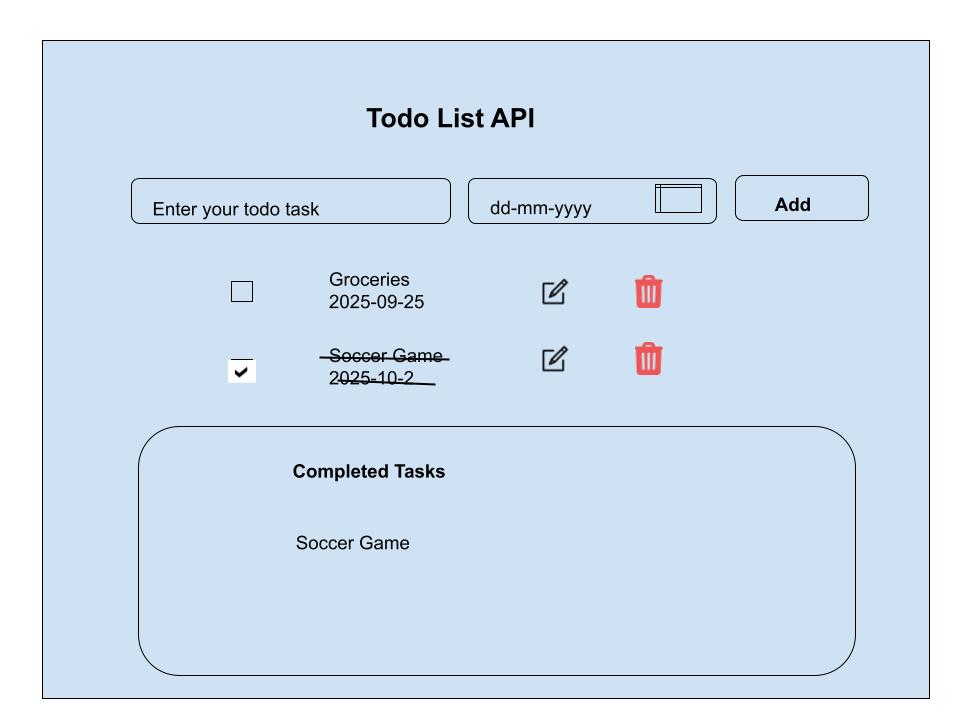 Todo List API
Enter your todo task
dd-mm-yyyy
Add
Groceries
2025-09-25
Soccer Game
2025-10-2
Completed Tasks
Soccer Game